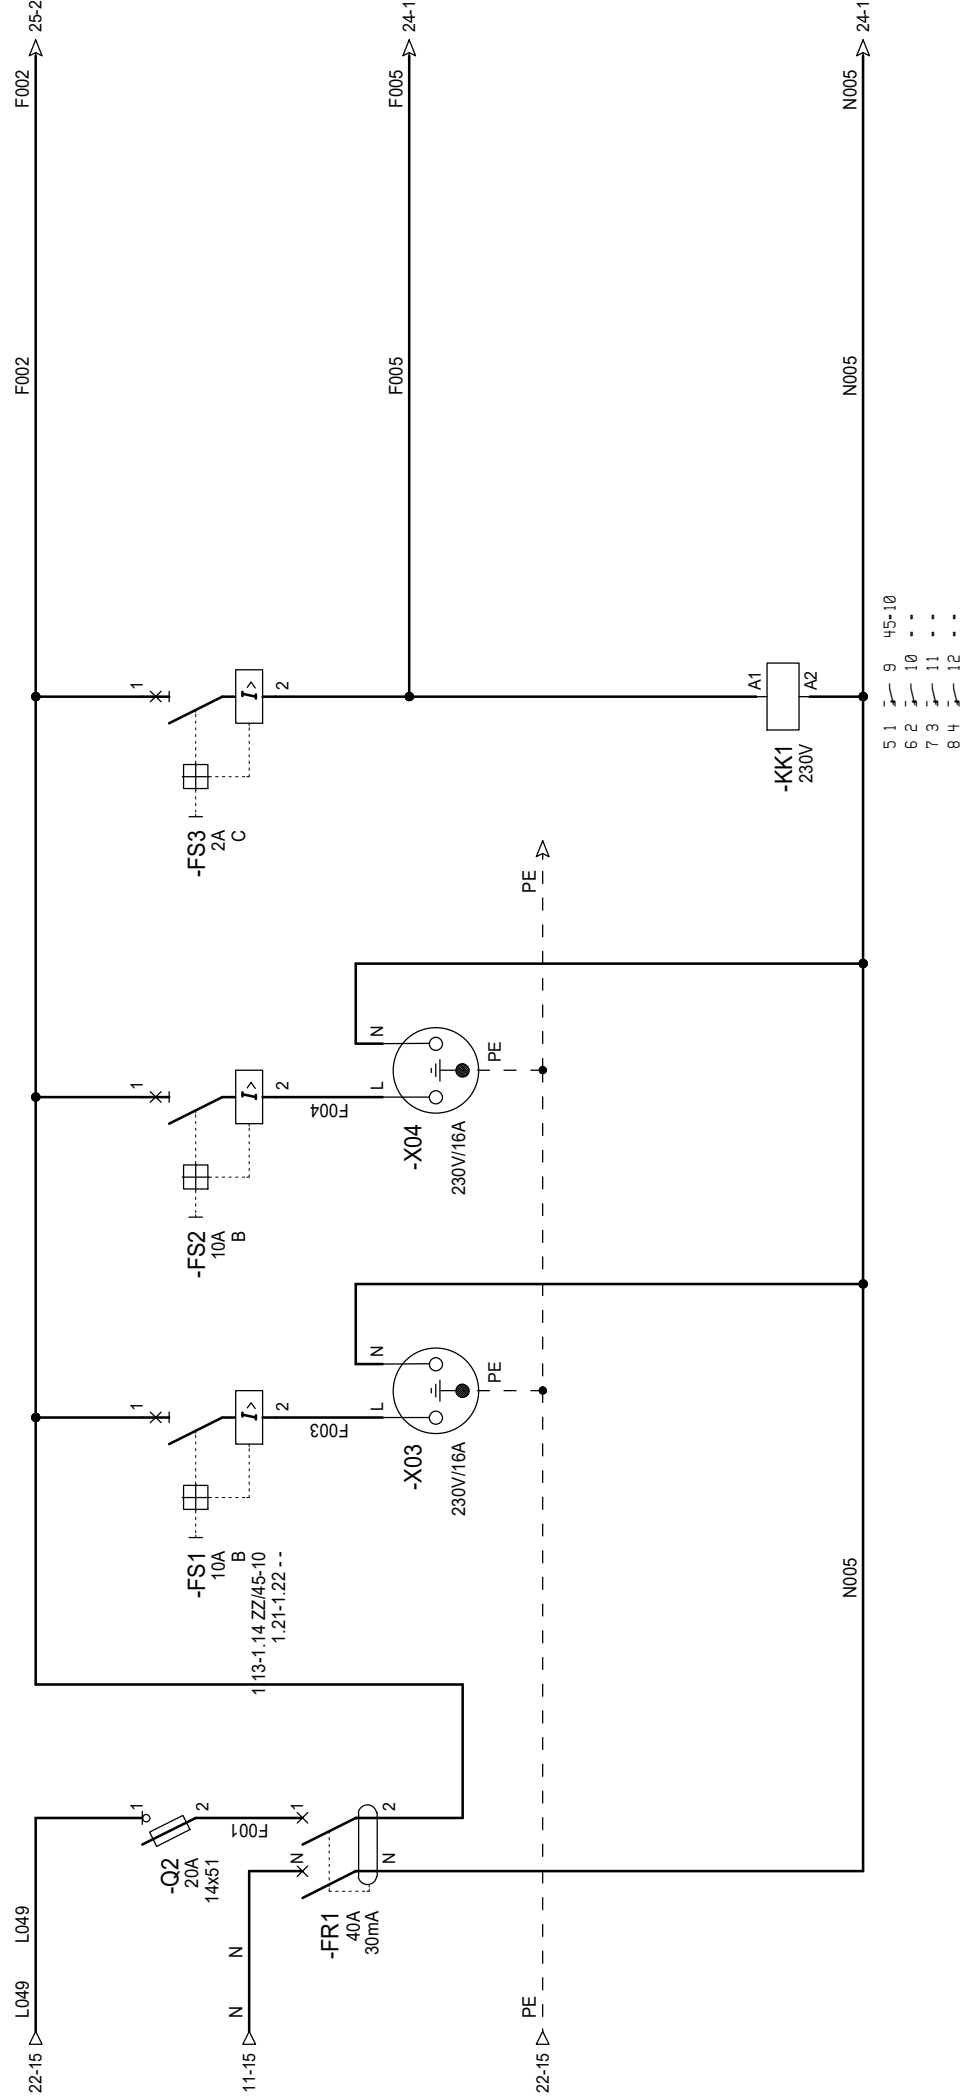 22-15
L049
L049
F002
F002
25-2
11-15
N
N
22-15
PE
PE
-Q2
20A
14x51
1
2
F001
-FR1
40A
30mA
N
1
N
2
-FS1
10A
B
113-1.14 ZZ/45-10
1.21-1.22 - -
1
I>
2
F003
-X03
230V/16A
L
N
PE
-FS2
10A
B
1
I>
2
F004
-X04
230V/16A
L
N
PE
-FS3
2A
C
1
I>
2
F005
F005
24-1
-KK1
230V
A1
A2
N005
N005
N005
24-1
5 1 9 45-10
6 2 10 - -
7 3 11 - -
8 4 12 - -